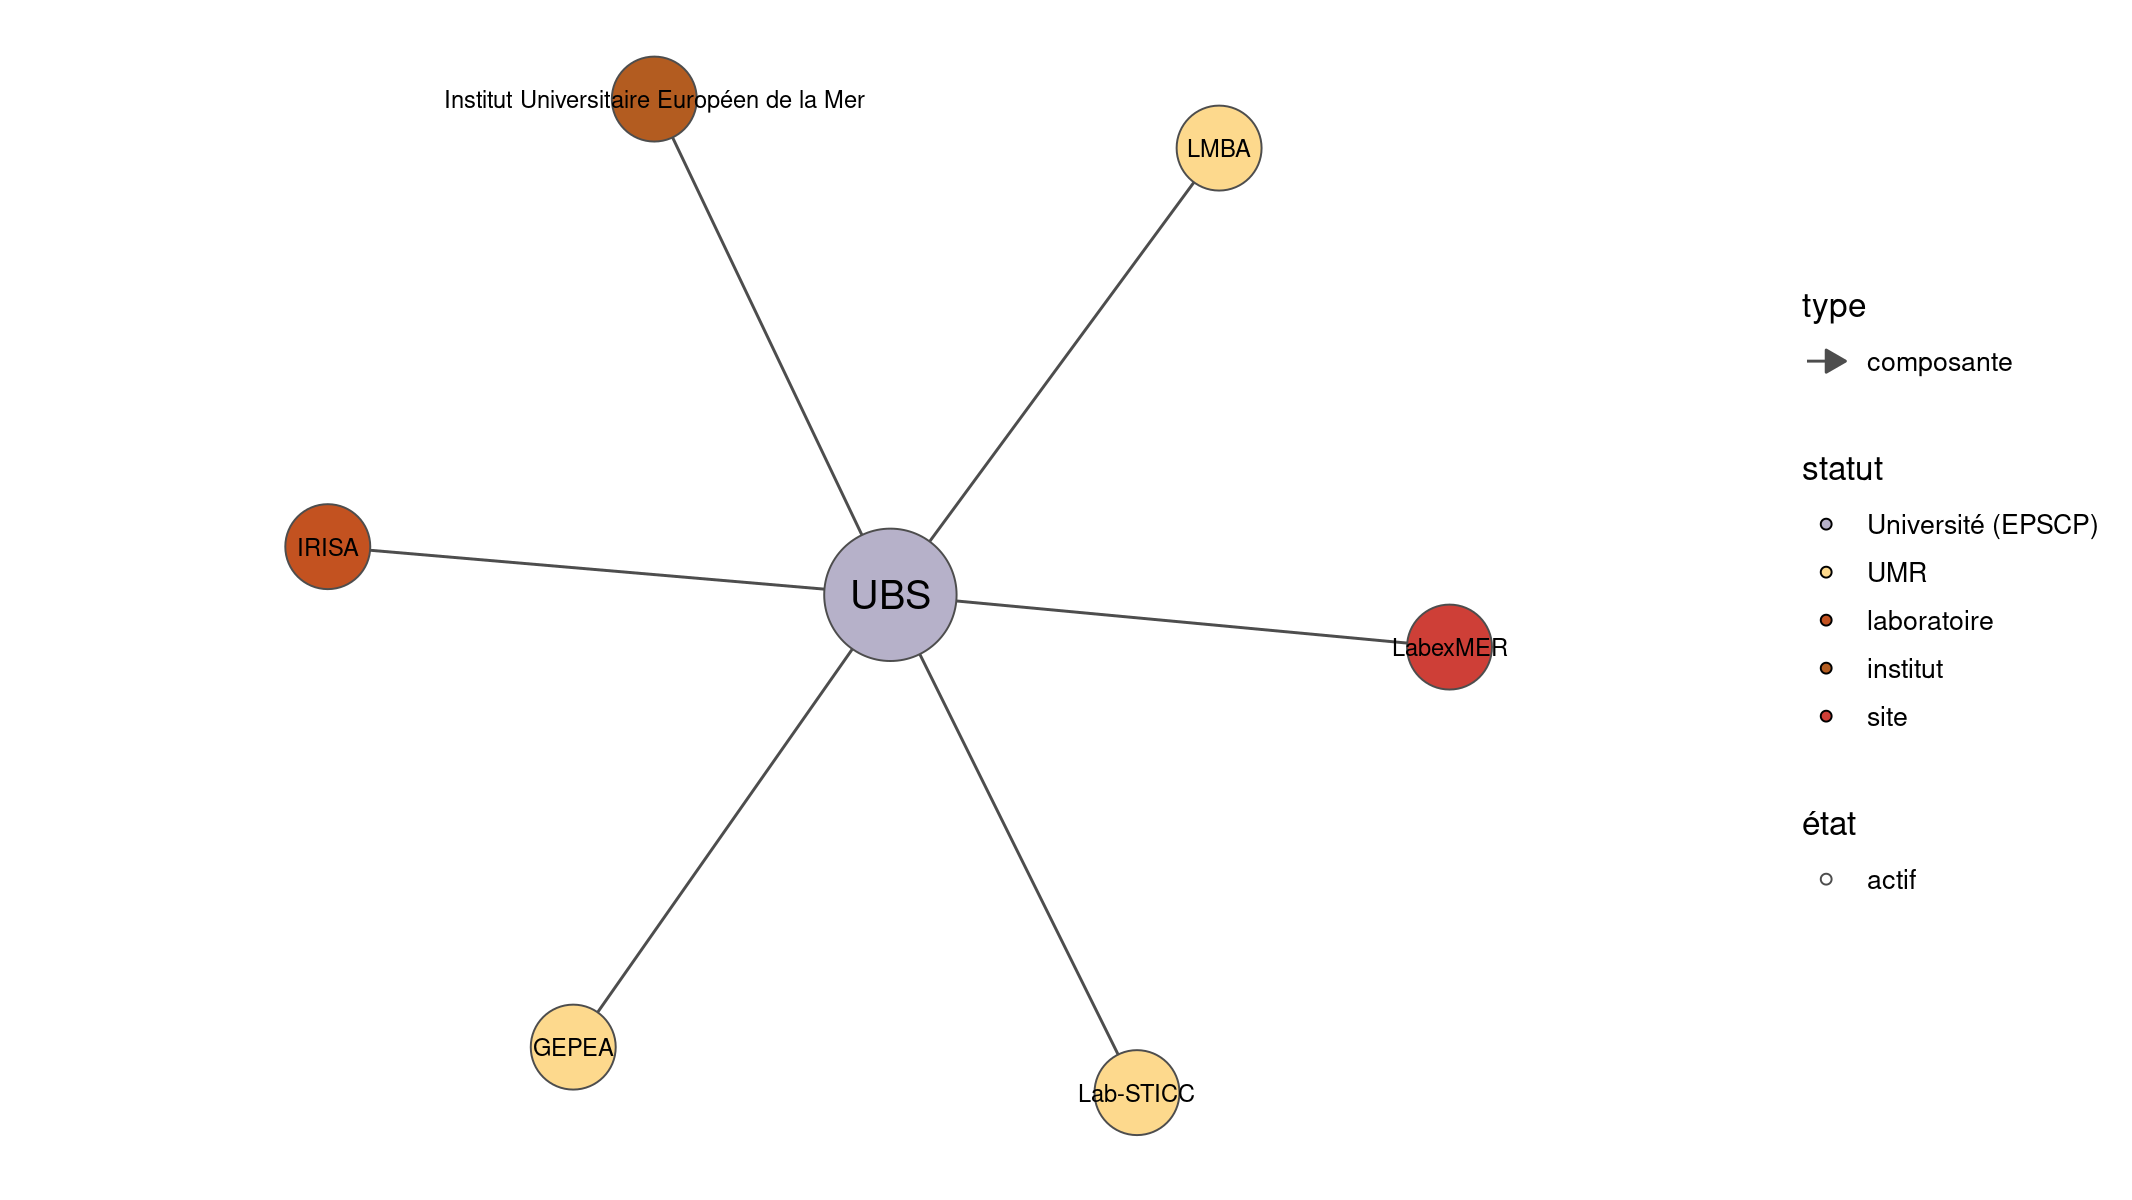 Institut Universitaire Européen de la Mer
LMBA
IRISA
UBS
LabexMER
GEPEA
Lab-STICC
type
composante
statut
Université (EPSCP)
UMR
laboratoire
institut
site
état
actif